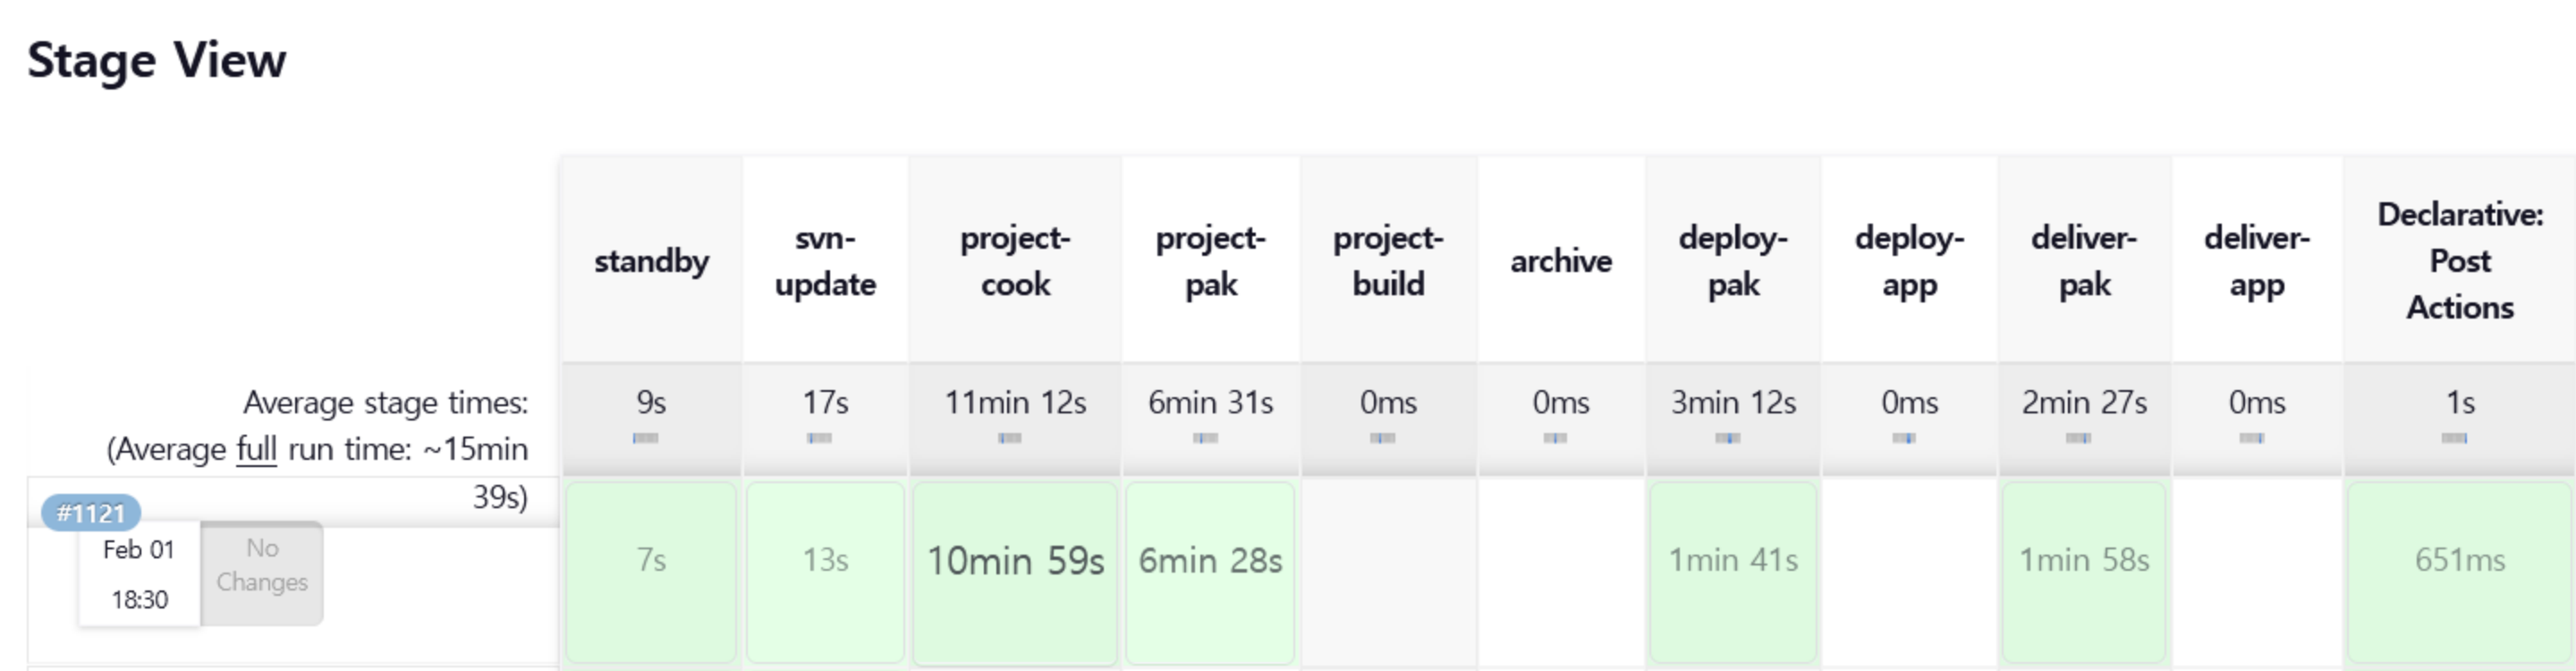 Stage View
standby
svn-
update
project-
cook
project-
pak
project-
build
archive
deploy-
pak
deploy-
app
deliver-
pak
deliver-
app
Declarative:
Post
Actions
Average stage times:
(Average full run time: ~15min
39s)
9s
17s
11min 12s
6min 31s
0ms
0ms
3min 12s
0ms
2min 27s
0ms
1s
#1121
Feb 01
18:30
No
Changes
7s
13s
10min 59s
6min 28s
1min 41s
1min 58s
651ms